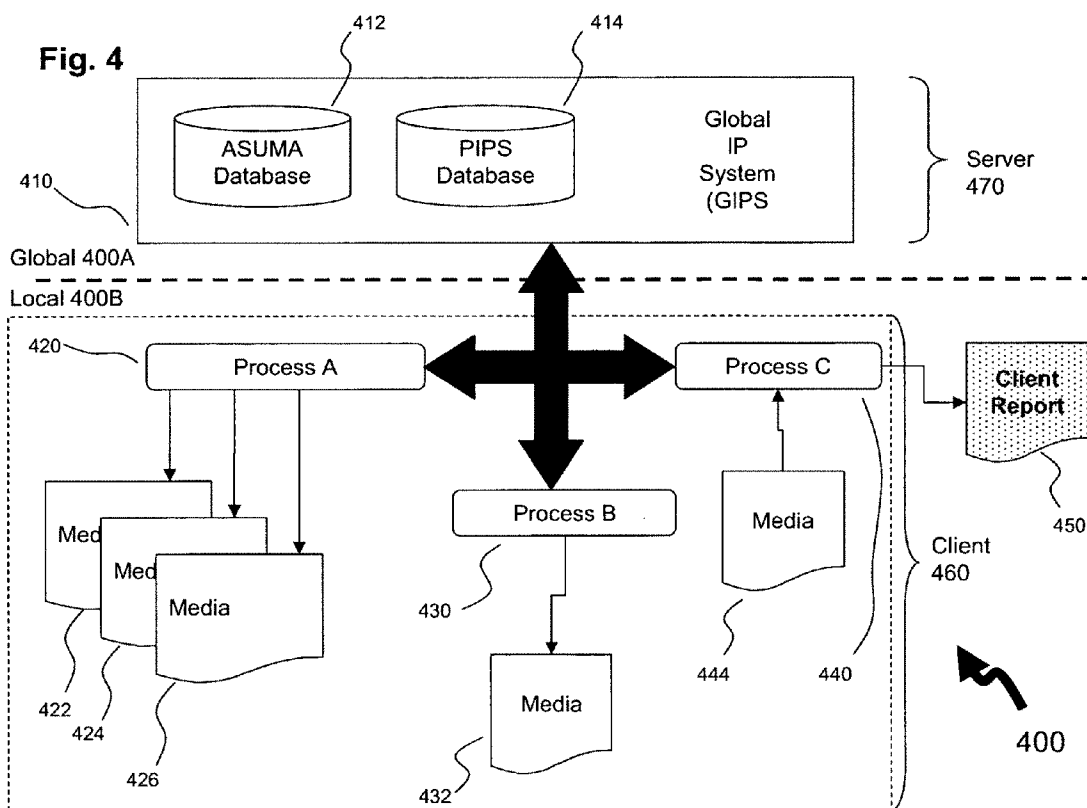 Fig. 4
412
414
ASUMA
Database
PIPS
Database
Global
IP
System
(GIPS
Server
470
410
Global 400A
Local 400B
420
Process A
Process C
Client
Report
450
Med
Med
Media
Process B
430
Media
444
440
Client
460
422
424
426
Media
432
400